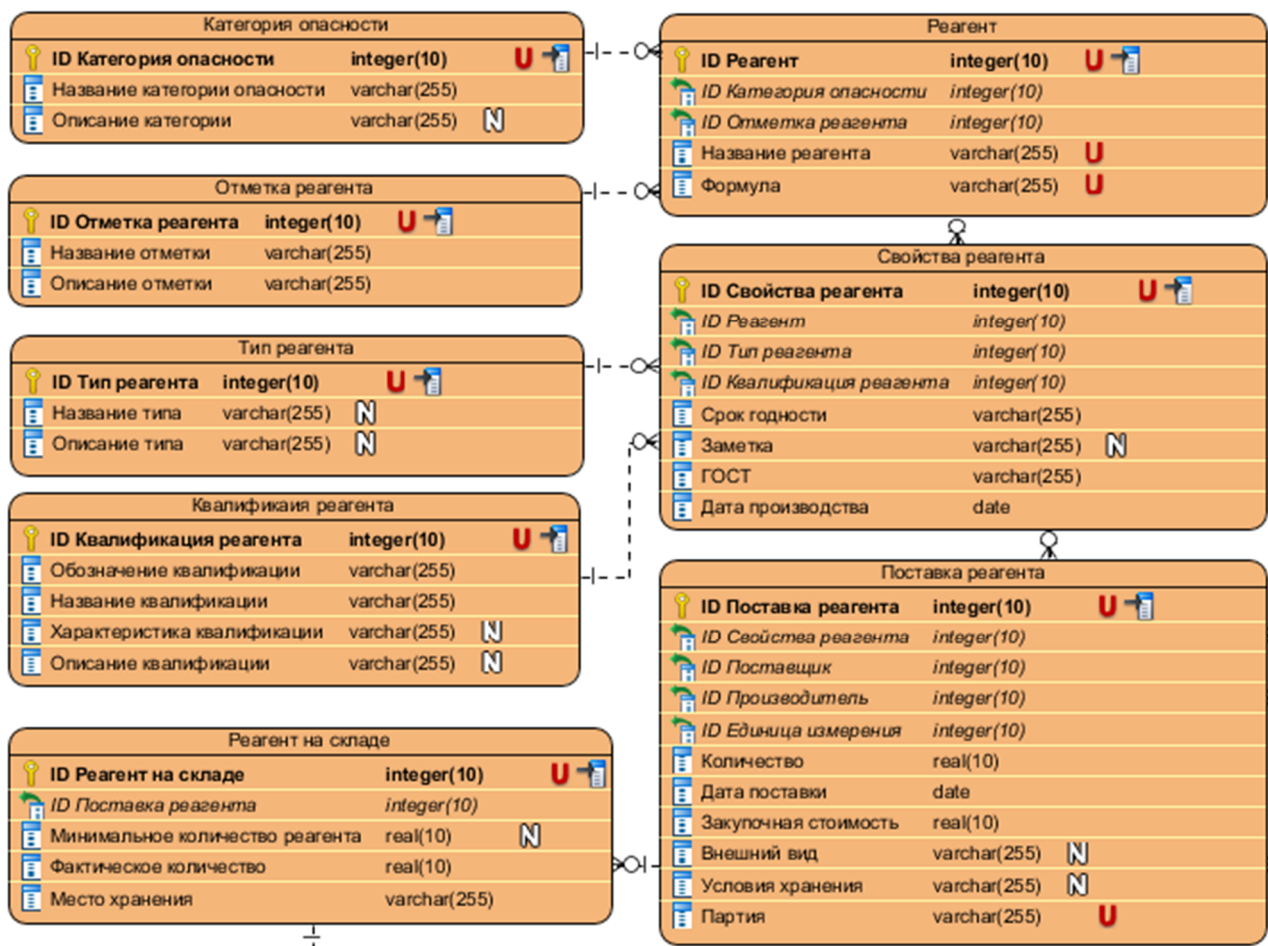 Категория опасности
ID Категория опасности integer(10) U
Название категории опасности varchar(255)
Описание категории varchar(255) N
Отметка реагента
ID Отметка реагента integer(10) U
Название отметки varchar(255)
Описание отметки varchar(255)
Тип реагента
ID Тип реагента integer(10) U
Название типа varchar(255) N
Описание типа varchar(255) N
Квалификаия реагента
ID Квалификация реагента integer(10) U
Обозначение квалификации varchar(255)
Название квалификации varchar(255)
Характеристика квалификации varchar(255) N
Описание квалификации varchar(255) N
Реагент на складе
ID Реагент на складе integer(10) U
ID Поставка реагента integer(10)
Минимальное количество реагента real(10) N
Фактическое количество real(10)
Место хранения varchar(255)
Реагент
ID Реагент integer(10) U
ID Категория опасности integer(10)
ID Отметка реагента integer(10)
Название реагента varchar(255) U
Формула varchar(255) U
Свойства реагента
ID Свойства реагента integer(10) U
ID Реагент integer(10)
ID Тип реагента integer(10)
ID Квалификация реагента integer(10)
Срок годности varchar(255)
Заметка varchar(255) N
ГОСТ varchar(255)
Дата производства date
Поставка реагента
ID Поставка реагента integer(10) U
ID Свойства реагента integer(10)
ID Поставщик integer(10)
ID Производитель integer(10)
ID Единица измерения integer(10)
Количество real(10)
Дата поставки date
Закупочная стоимость real(10)
Внешний вид varchar(255) N
Условия хранения varchar(255) N
Партия varchar(255) U